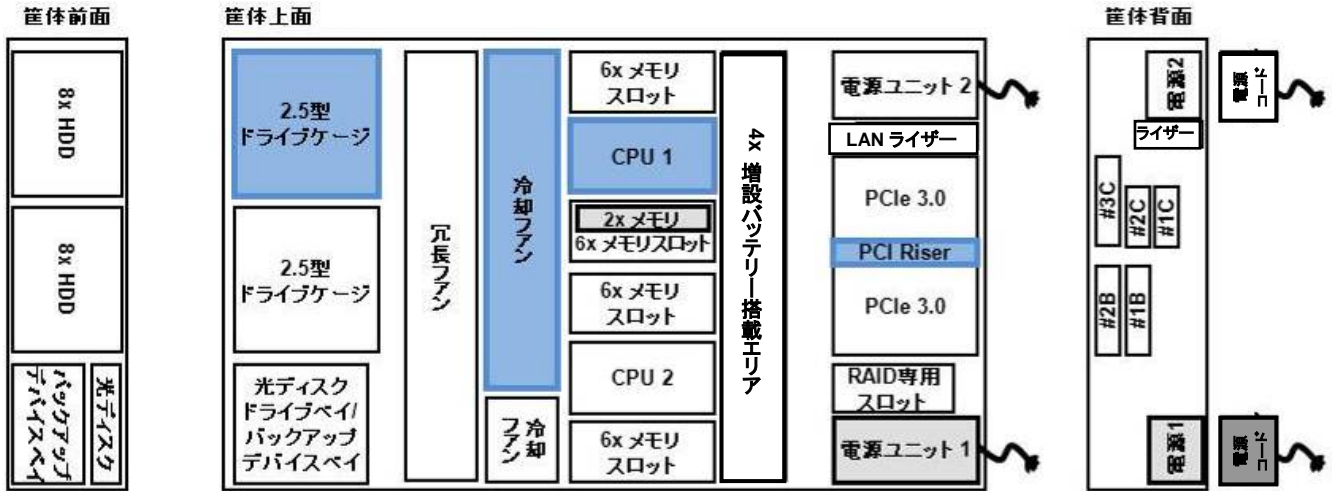 筐体前面
8x HDD
8x HDD
バックアップ
デバイスベイ
光ディスク
筐体上面
2.5型
ドライブケージ
2.5型
ドライブケージ
光ディスク
ドライブベイ/
バックアップ
デバイスベイ
冗長ファン
冷却ファン
冷却
ファン
6x メモリ
スロット
CPU 1
2x メモリ
6x メモリスロット
6x メモリ
スロット
CPU 2
6x メモリ
スロット
4x 増設バッテリー搭載エリア
電源ユニット 2
LAN ライザー
PCIe 3.0
PCI Riser
PCIe 3.0
RAID専用
スロット
電源ユニット 1
筐体背面
電源2
ライザー
#3C
#2C
#1C
#2B
#1B
電源1
電源
コード
電源
コード